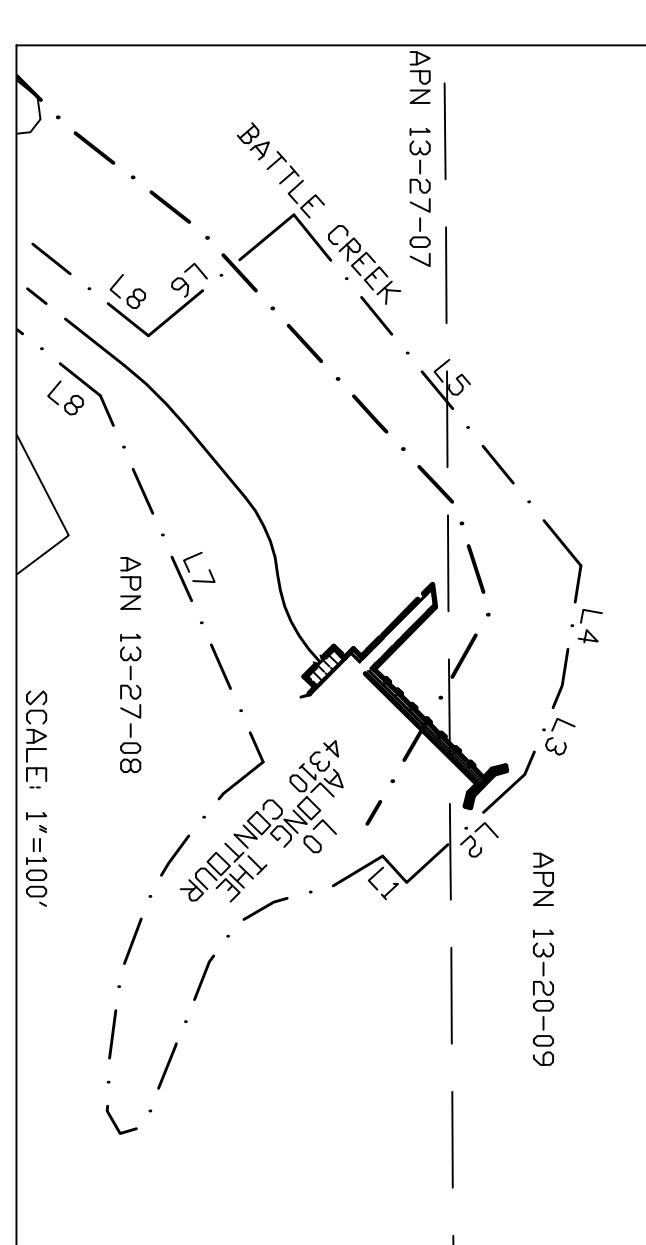 APN 13-20-09
L4
L3
L2
L5
L1
APN 13-27-07
BATTLE CREEK
L0
ALONG THE
4310 CONTOUR
L6
L7
L8
L8
APN 13-27-08
SCALE: 1"=100'